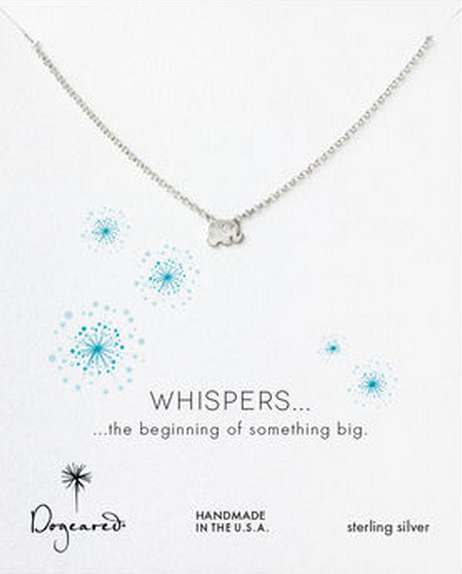 WHISPERS...
...the beginning of something big.
Dogeared
HANDMADE
IN THE U.S.A.
sterling silver